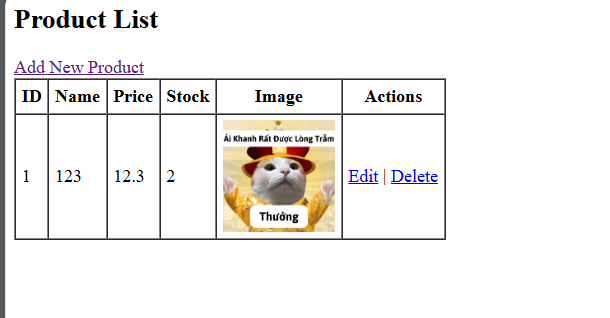 Product List
Add New Product
ID Name Price Stock Image Actions
Ái Khanh Rất Được Lòng Trẫm
1 123 12.3 2 Edit | Delete
Thưởng